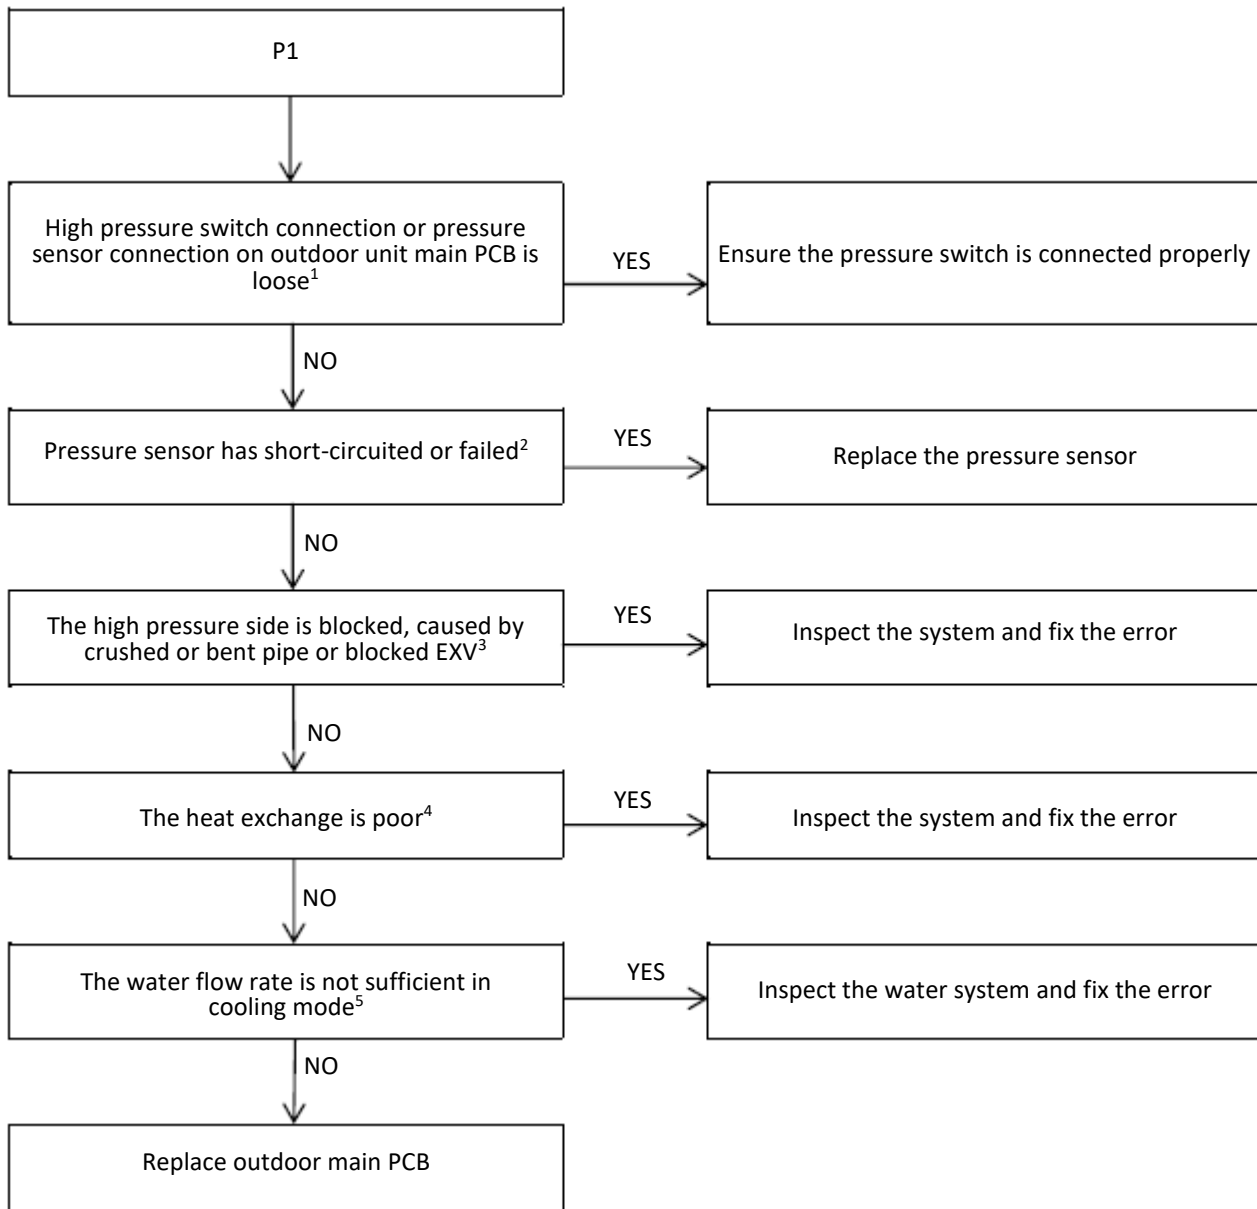 P1
High pressure switch connection or pressure
sensor connection on outdoor unit main PCB is
loose¹
YES
Ensure the pressure switch is connected properly
NO
Pressure sensor has short-circuited or failed²
YES
Replace the pressure sensor
NO
The high pressure side is blocked, caused by
crushed or bent pipe or blocked EXV³
YES
Inspect the system and fix the error
NO
The heat exchange is poor⁴
YES
Inspect the system and fix the error
NO
The water flow rate is not sufficient in
cooling mode⁵
YES
Inspect the water system and fix the error
NO
Replace outdoor main PCB